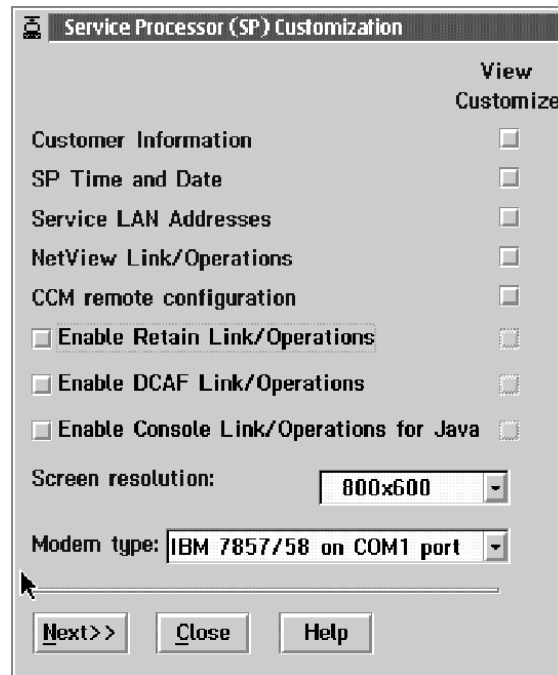 Service Processor (SP) Customization
View
Customize
Customer Information
SP Time and Date
Service LAN Addresses
NetView Link/Operations
CCM remote configuration
Enable Retain Link/Operations
Enable DCAF Link/Operations
Enable Console Link/Operations for Java
Screen resolution: 800x600
Modem type: IBM 7857/58 on COM1 port
Next>> Close Help